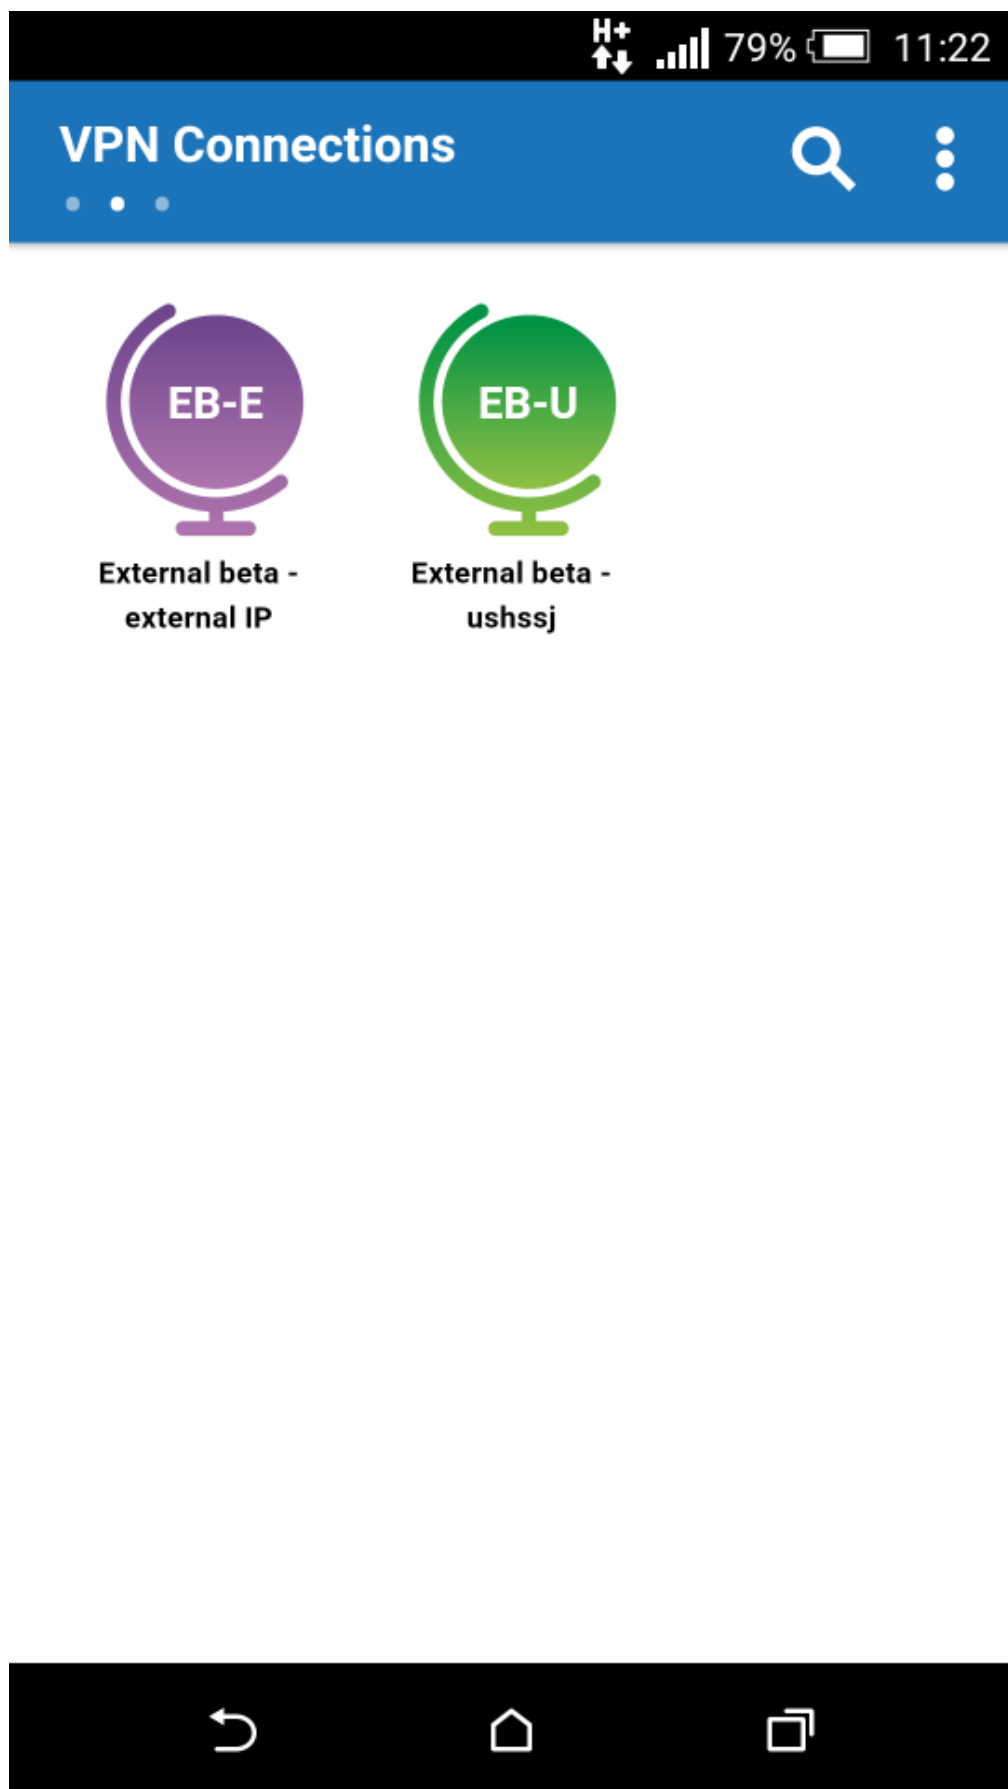 H+ 79% 11:22
VPN Connections
EB-E EB-U
External beta - External beta -
external IP ushssj